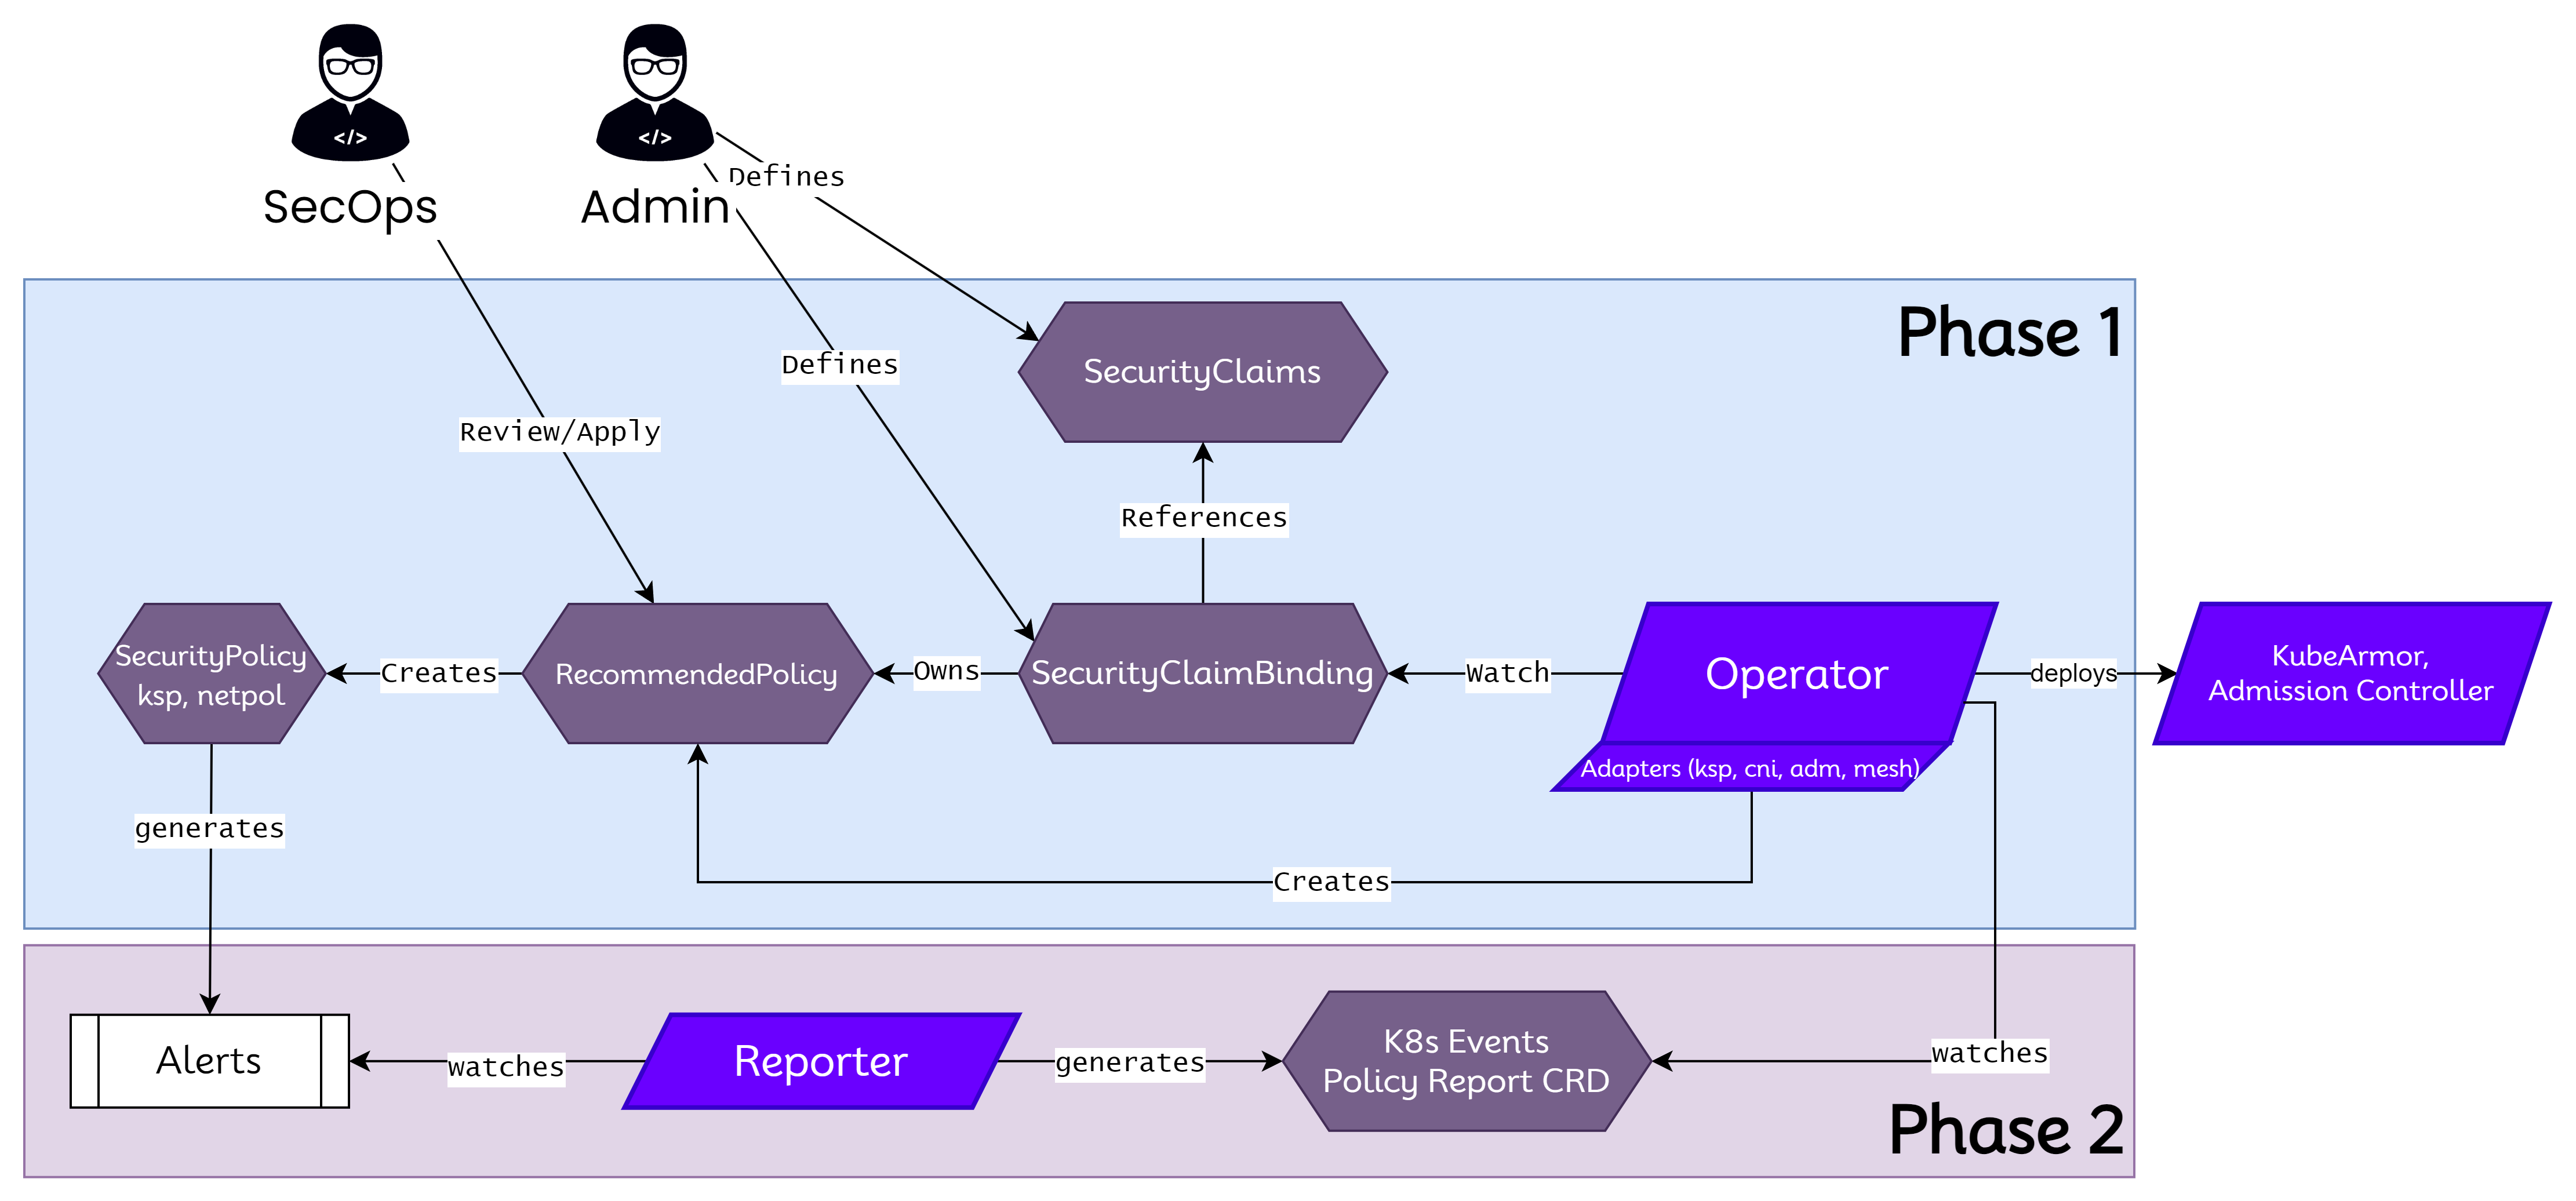 </>
</>
SecOps
Admin
Defines
Phase 1
Defines
SecurityClaims
Review/Apply
References
SecurityPolicy
ksp, netpol
Creates
RecommendedPolicy
Owns
SecurityClaimBinding
Watch
Operator
deploys
KubeArmor,
Admission Controller
Adapters (ksp, cni, adm, mesh)
generates
Creates
Alerts
watches
Reporter
generates
K8s Events
Policy Report CRD
watches
Phase 2